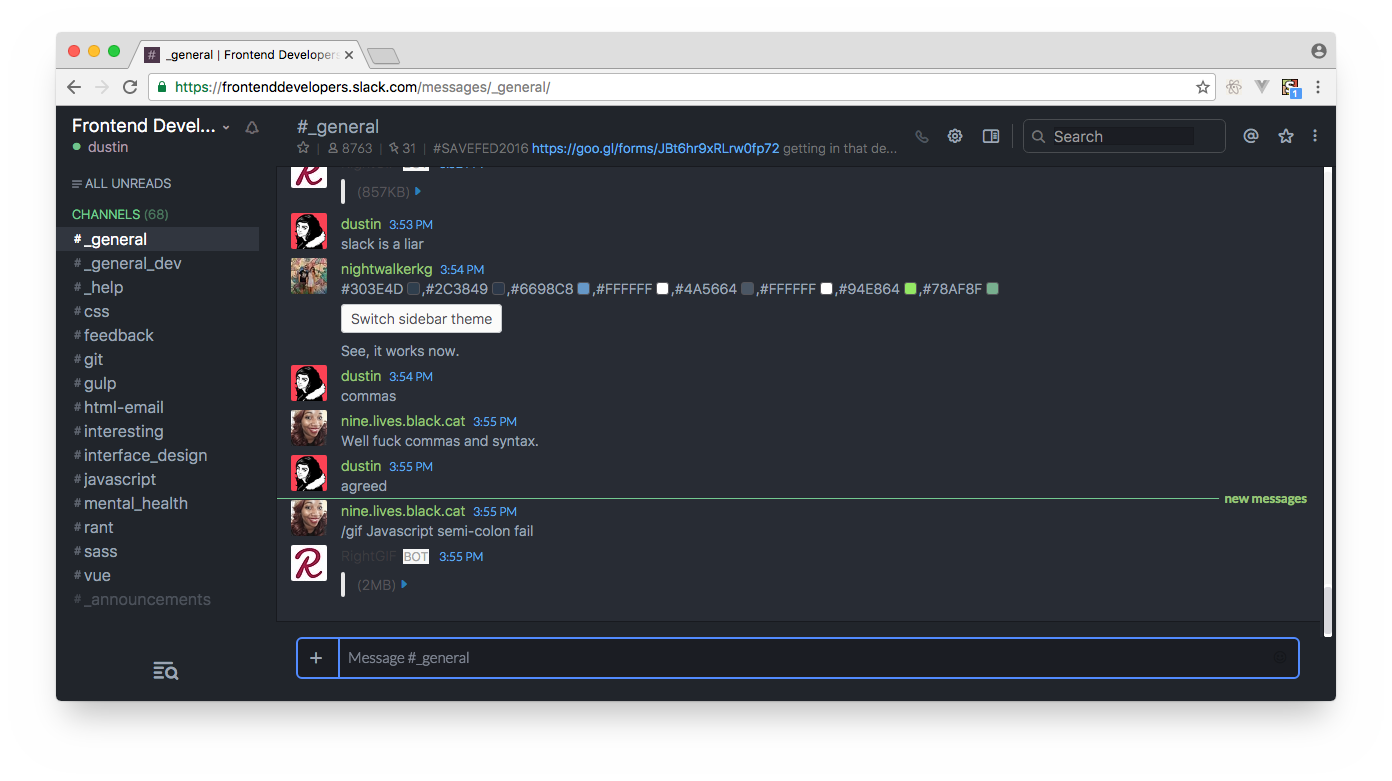 _general | Frontend Developers
https://frontenddevelopers.slack.com/messages/_general/
1
Frontend Devel...
dustin
#_general
8763 | 31 | #SAVEFED2016 https://goo.gl/forms/JBt6hr9xRLrw0fp72 getting in that de...
Search
ALL UNREADS
CHANNELS (68)
# _general
# _general_dev
# _help
# css
# feedback
# git
# gulp
# html-email
# interesting
# interface_design
# javascript
# mental_health
# rant
# sass
# vue
# _announcements
(857KB)
dustin 3:53 PM
slack is a liar
nightwalkerkg 3:54 PM
#303E4D ,#2C3849 ,#6698C8 ,#FFFFFF ,#4A5664 ,#FFFFFF ,#94E864 ,#78AF8F
Switch sidebar theme
See, it works now.
dustin 3:54 PM
commas
nine.lives.black.cat 3:55 PM
Well fuck commas and syntax.
dustin 3:55 PM
agreed
new messages
nine.lives.black.cat 3:55 PM
/gif Javascript semi-colon fail
RightGIF BOT 3:55 PM
(2MB)
Message #_general